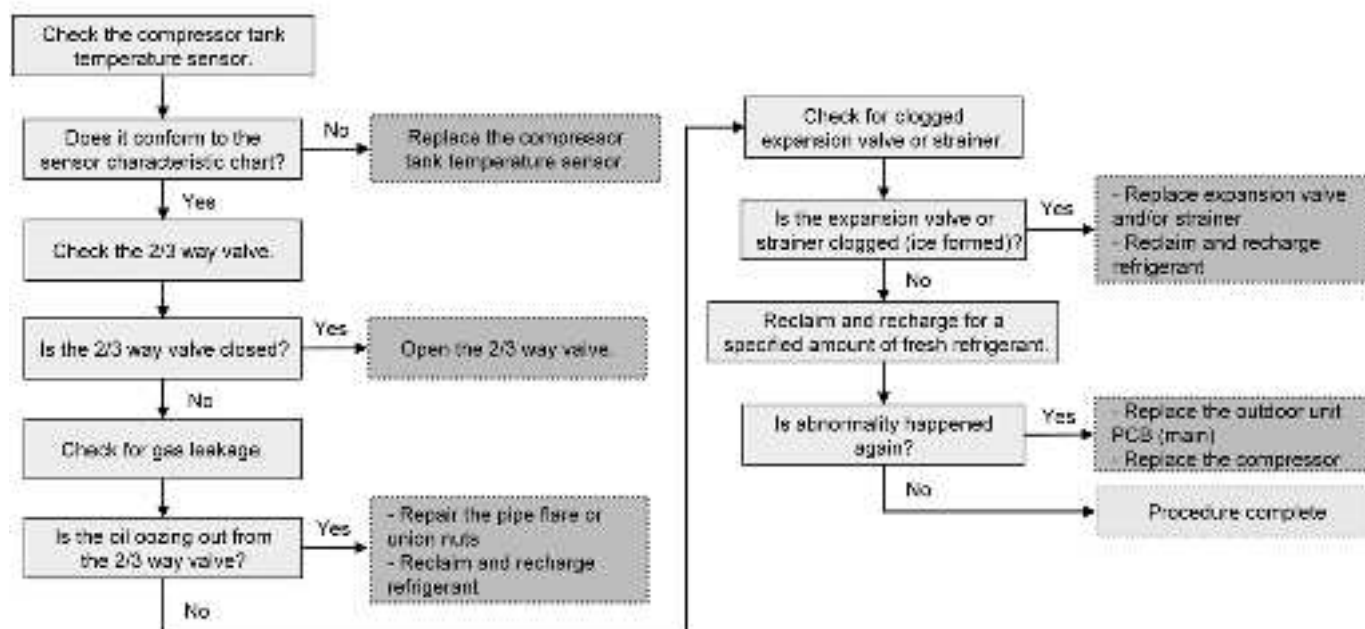 Check the compressor tank
temperature sensor.
Does it conform to the
sensor characteristic chart?
No
Replace the compressor
tank temperature sensor.
Yes
Check the 2/3 way valve.
Is the 2/3 way valve closed?
Yes
Open the 2/3 way valve.
No
Check for gas leakage.
Is the oil oozing out from
the 2/3 way valve?
Yes
- Repair the pipe flare or
union nuts
- Reclaim and recharge
refrigerant
No
Check for clogged
expansion valve or strainer.
Is the expansion valve or
strainer clogged (ice formed)?
Yes
- Replace expansion valve
and/or strainer
- Reclaim and recharge
refrigerant
No
Reclaim and recharge for a
specified amount of fresh refrigerant.
Is abnormality happened
again?
Yes
- Replace the outdoor unit
PCB (main)
- Replace the compressor
No
Procedure complete